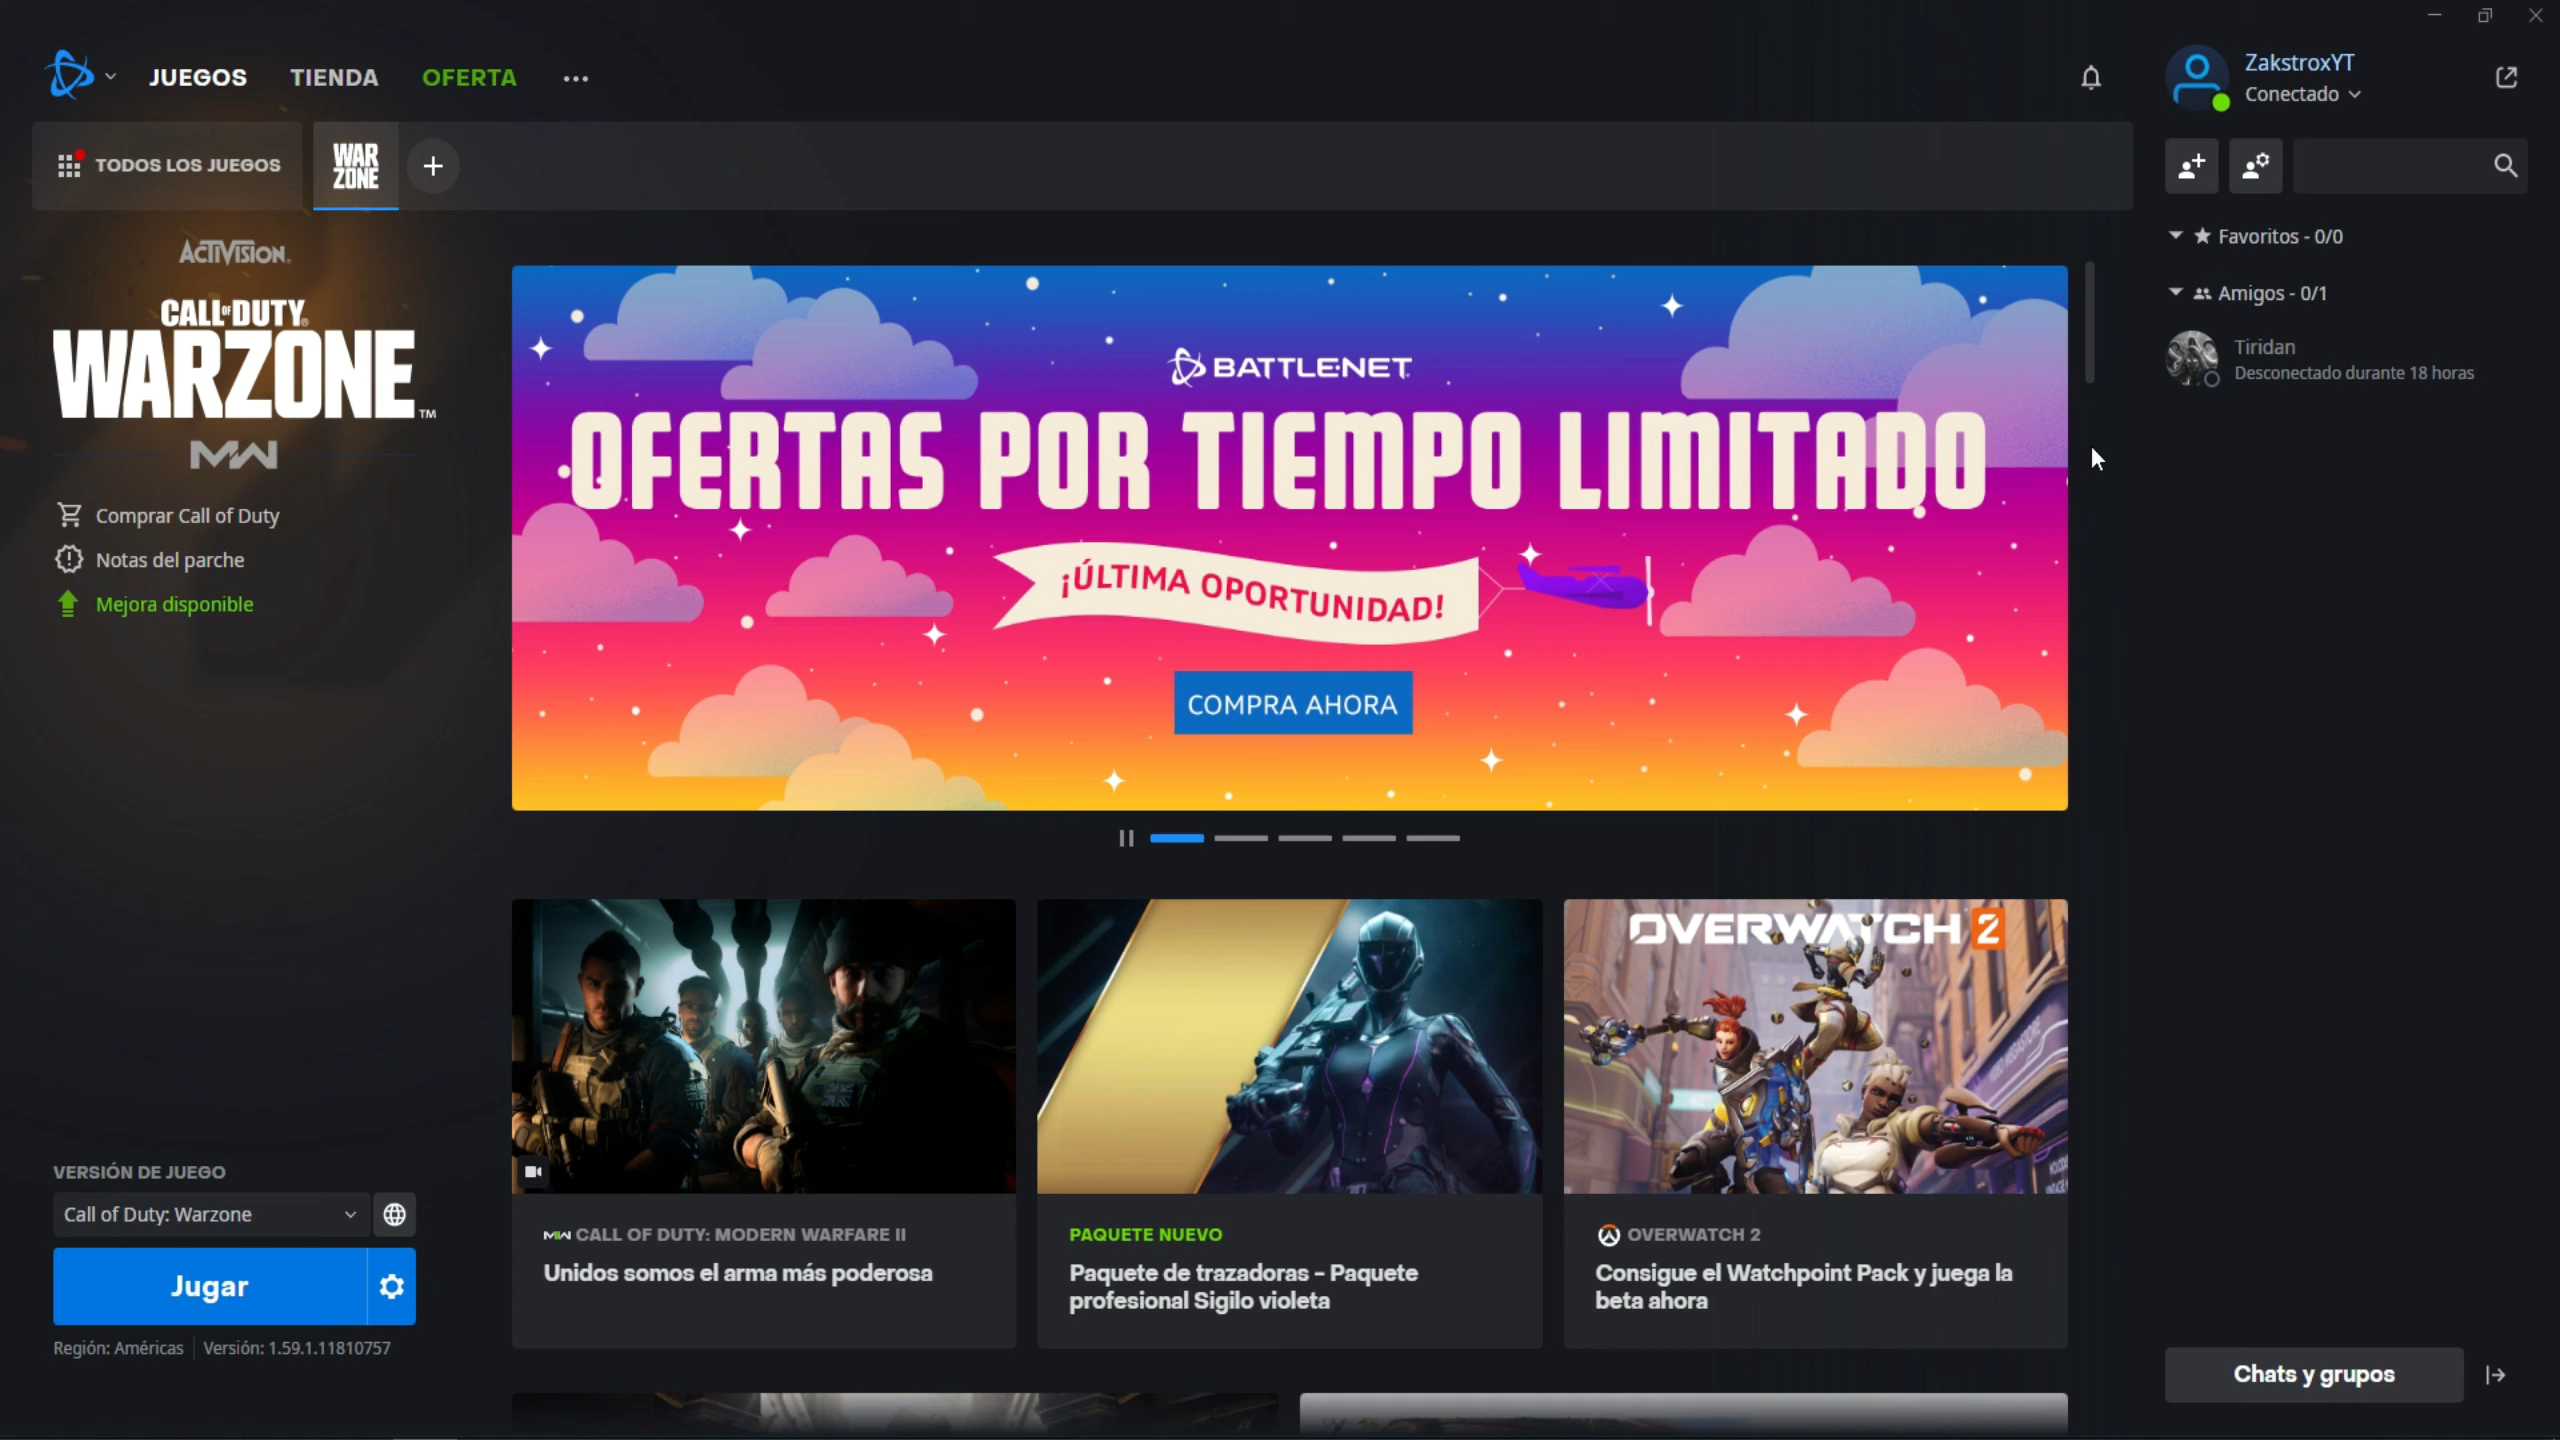 JUEGOS
TIENDA
OFERTA
ZakstroxYT
Conectado
TODOS LOS JUEGOS
WAR
ZONE
Favoritos - 0/0
Amigos - 0/1
Tiridan
Desconectado durante 18 horas
ACTIVISION.
CALL OF DUTY
WARZONE™
MW
Comprar Call of Duty
Notas del parche
Mejora disponible
BATTLE.NET
OFERTAS POR TIEMPO LIMITADO
¡ÚLTIMA OPORTUNIDAD!
COMPRA AHORA
OVERWATCH 2
VERSIÓN DE JUEGO
Call of Duty: Warzone
Jugar
Región: Américas
Versión: 1.59.1.11810757
MWII CALL OF DUTY: MODERN WARFARE II
Unidos somos el arma más poderosa
PAQUETE NUEVO
Paquete de trazadoras – Paquete
profesional Sigilo violeta
OVERWATCH 2
Consigue el Watchpoint Pack y juega la
beta ahora
Chats y grupos